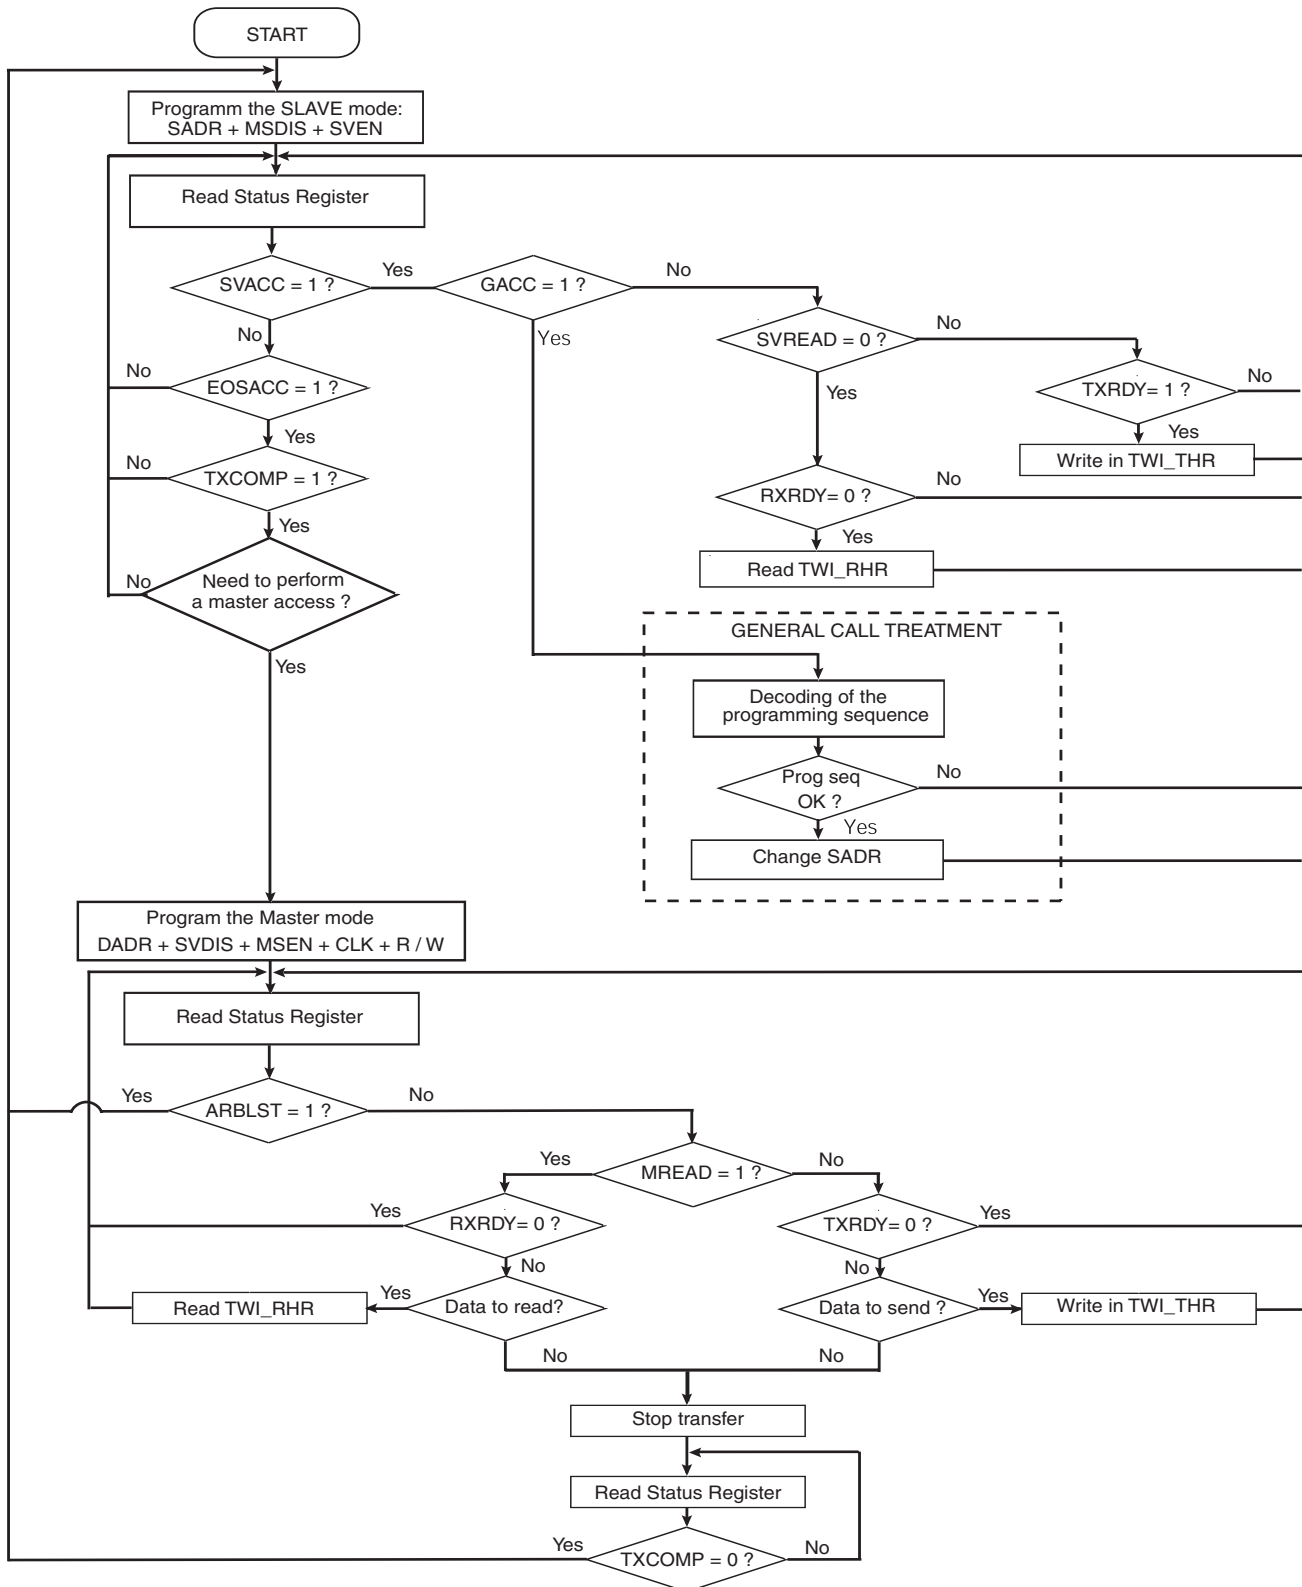 START
Programm the SLAVE mode:
SADR + MSDIS + SVEN
Read Status Register
SVACC = 1 ?
Yes
GACC = 1 ?
No
No
Yes
SVREAD = 0 ?
No
EOSACC = 1 ?
No
Yes
TXRDY= 1 ?
No
Yes
Yes
Write in TWI_THR
TXCOMP = 1 ?
No
RXRDY= 0 ?
No
Yes
Yes
Read TWI_RHR
Need to perform
a master access ?
No
Yes
GENERAL CALL TREATMENT
Decoding of the
programming sequence
Prog seq
OK ?
No
Yes
Change SADR
Program the Master mode
DADR + SVDIS + MSEN + CLK + R / W
Read Status Register
Yes
ARBLST = 1 ?
No
Yes
MREAD = 1 ?
No
Yes
RXRDY= 0 ?
TXRDY= 0 ?
Yes
No
No
Read TWI_RHR
Yes
Data to read?
Data to send ?
Yes
Write in TWI_THR
No
No
Stop transfer
Read Status Register
Yes
TXCOMP = 0 ?
No